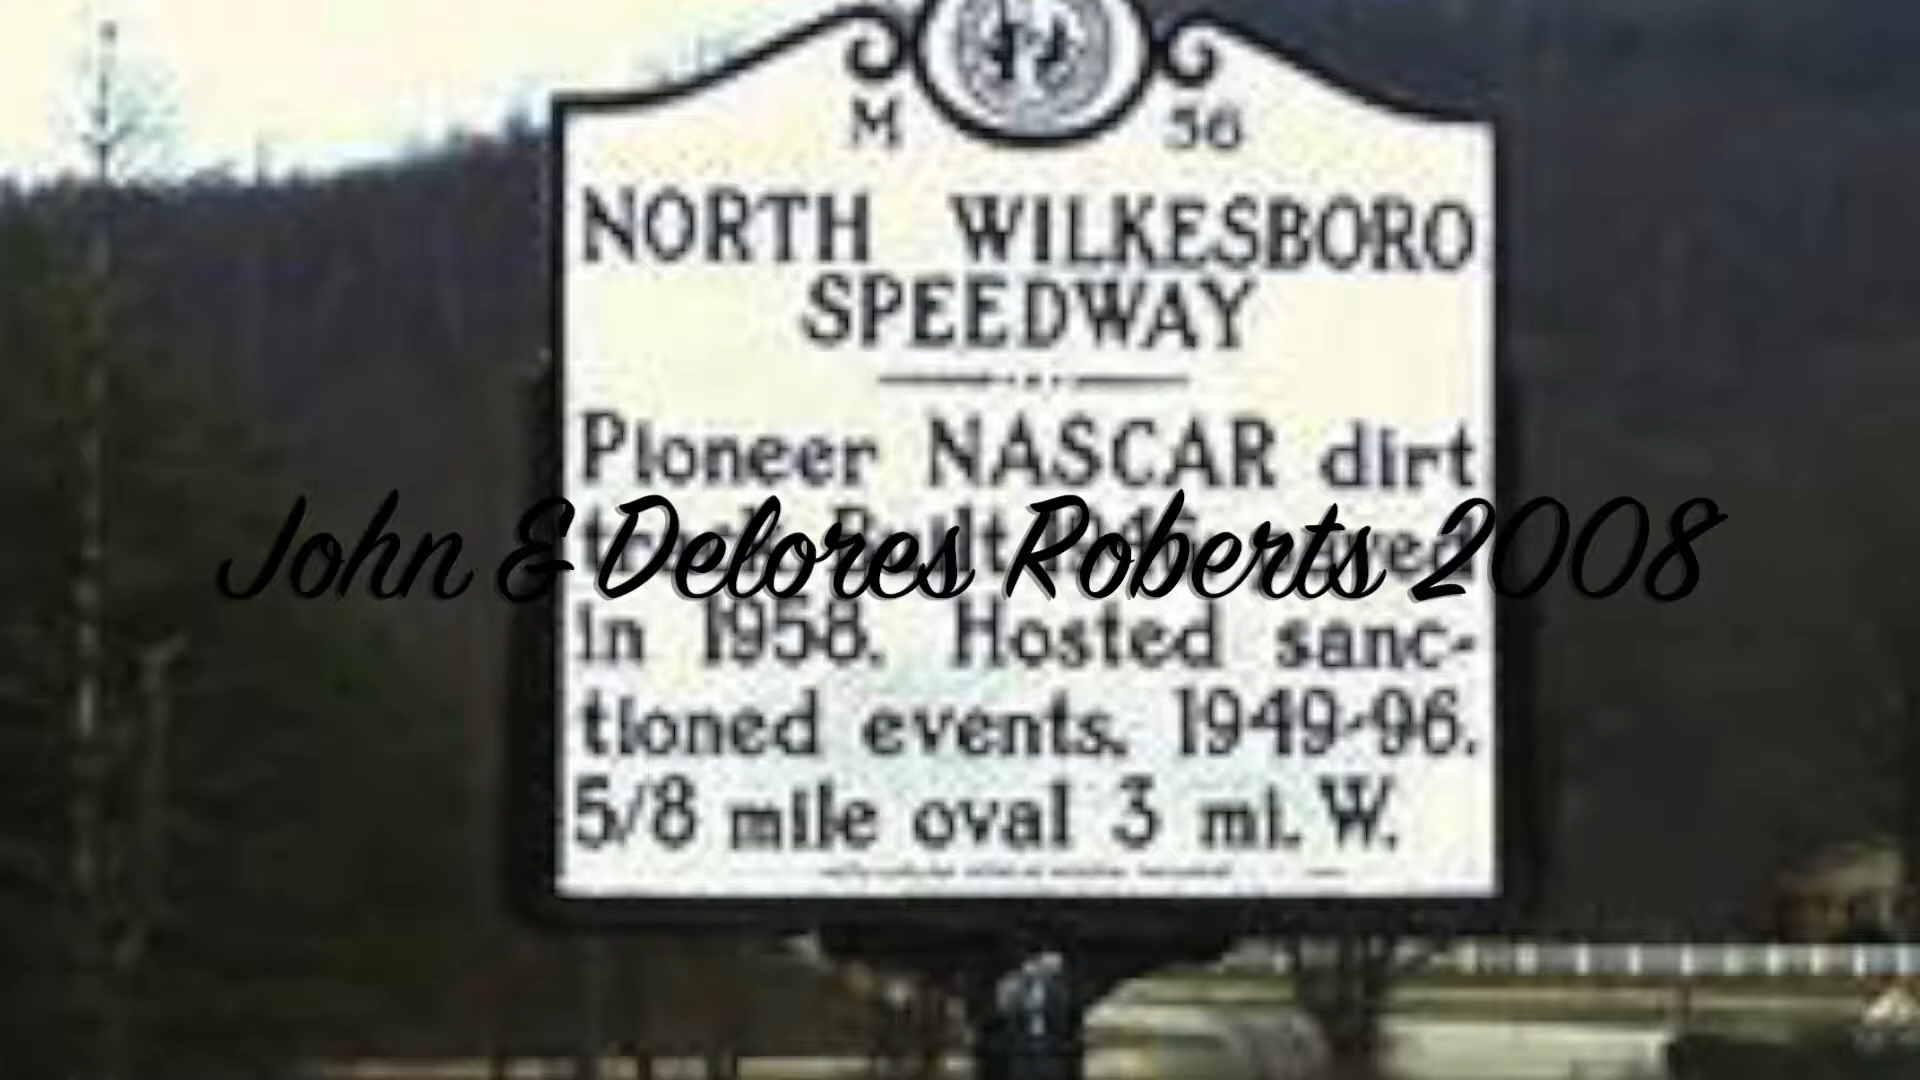 M 56
NORTH WILKESBORO
SPEEDWAY
Pioneer NASCAR dirt
John & Delores Roberts 2008
in 1958. Hosted sanc-
tioned events, 1949-96.
5/8 mile oval 3 mi. W.